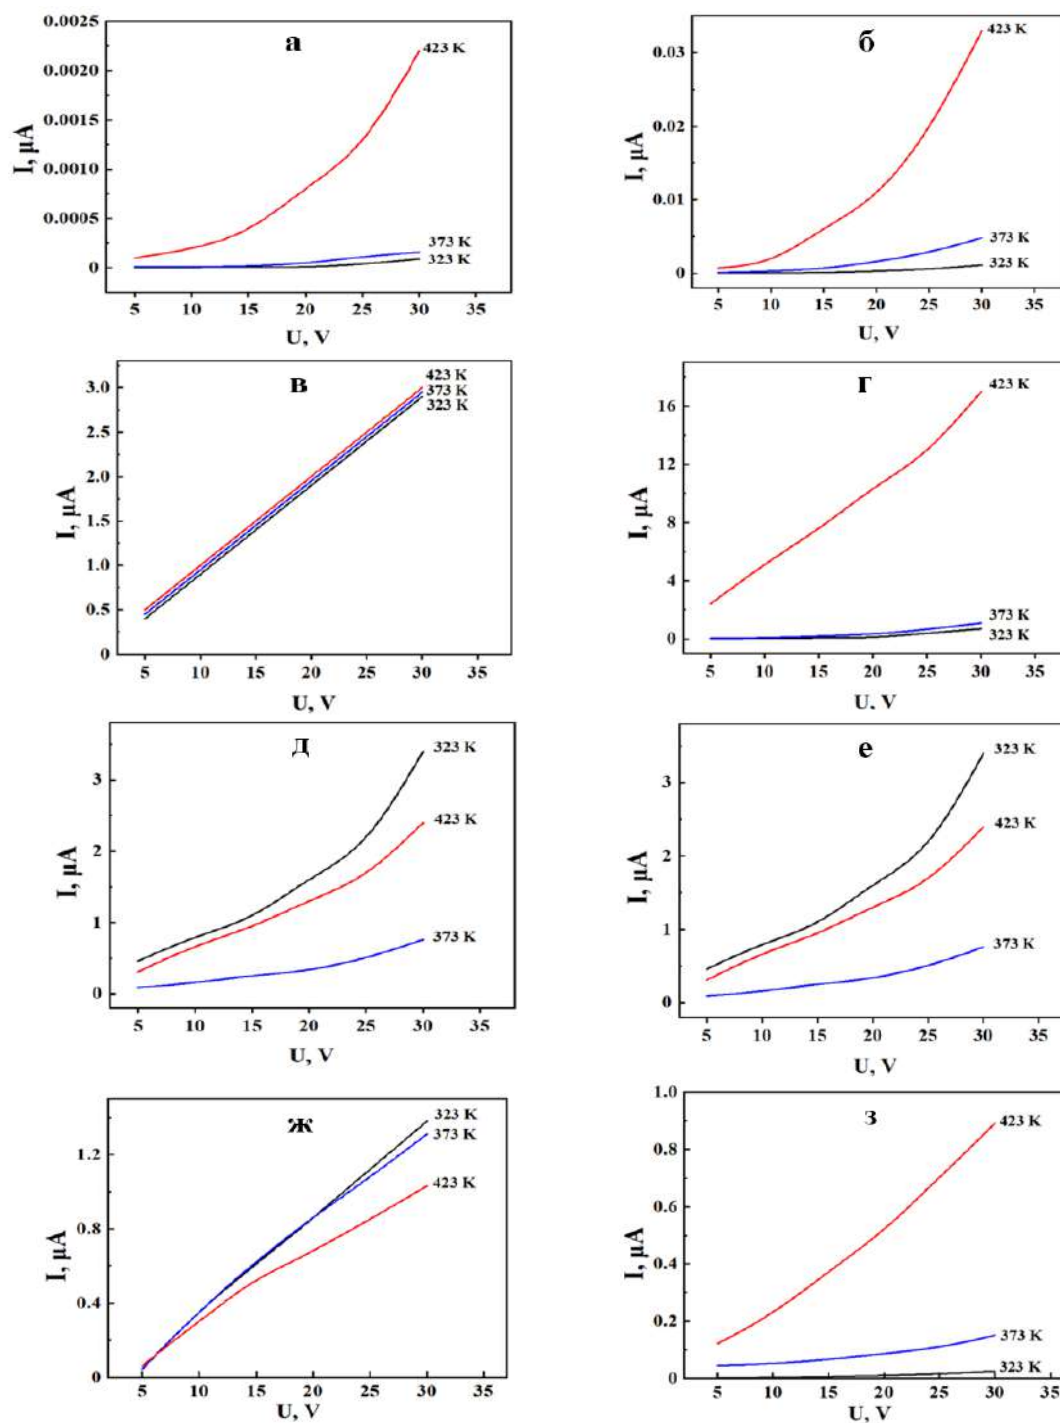 а
I, μA
0.0025
0.0020
0.0015
0.0010
0.0005
0
423 K
373 K
323 K
5 10 15 20 25 30 35
U, V
б
I, μA
0.03
0.02
0.01
0
423 K
373 K
323 K
5 10 15 20 25 30 35
U, V
в
I, μA
3.0
2.5
2.0
1.5
1.0
0.5
0
423 K
373 K
323 K
5 10 15 20 25 30 35
U, V
г
I, μA
16
12
8
4
0
423 K
373 K
323 K
5 10 15 20 25 30 35
U, V
д
I, μA
3
2
1
0
323 K
423 K
373 K
5 10 15 20 25 30 35
U, V
е
I, μA
3
2
1
0
323 K
423 K
373 K
5 10 15 20 25 30 35
U, V
ж
I, μA
1.2
0.8
0.4
0
323 K
373 K
423 K
5 10 15 20 25 30 35
U, V
з
I, μA
1.0
0.8
0.6
0.4
0.2
0
423 K
373 K
323 K
5 10 15 20 25 30 35
U, V